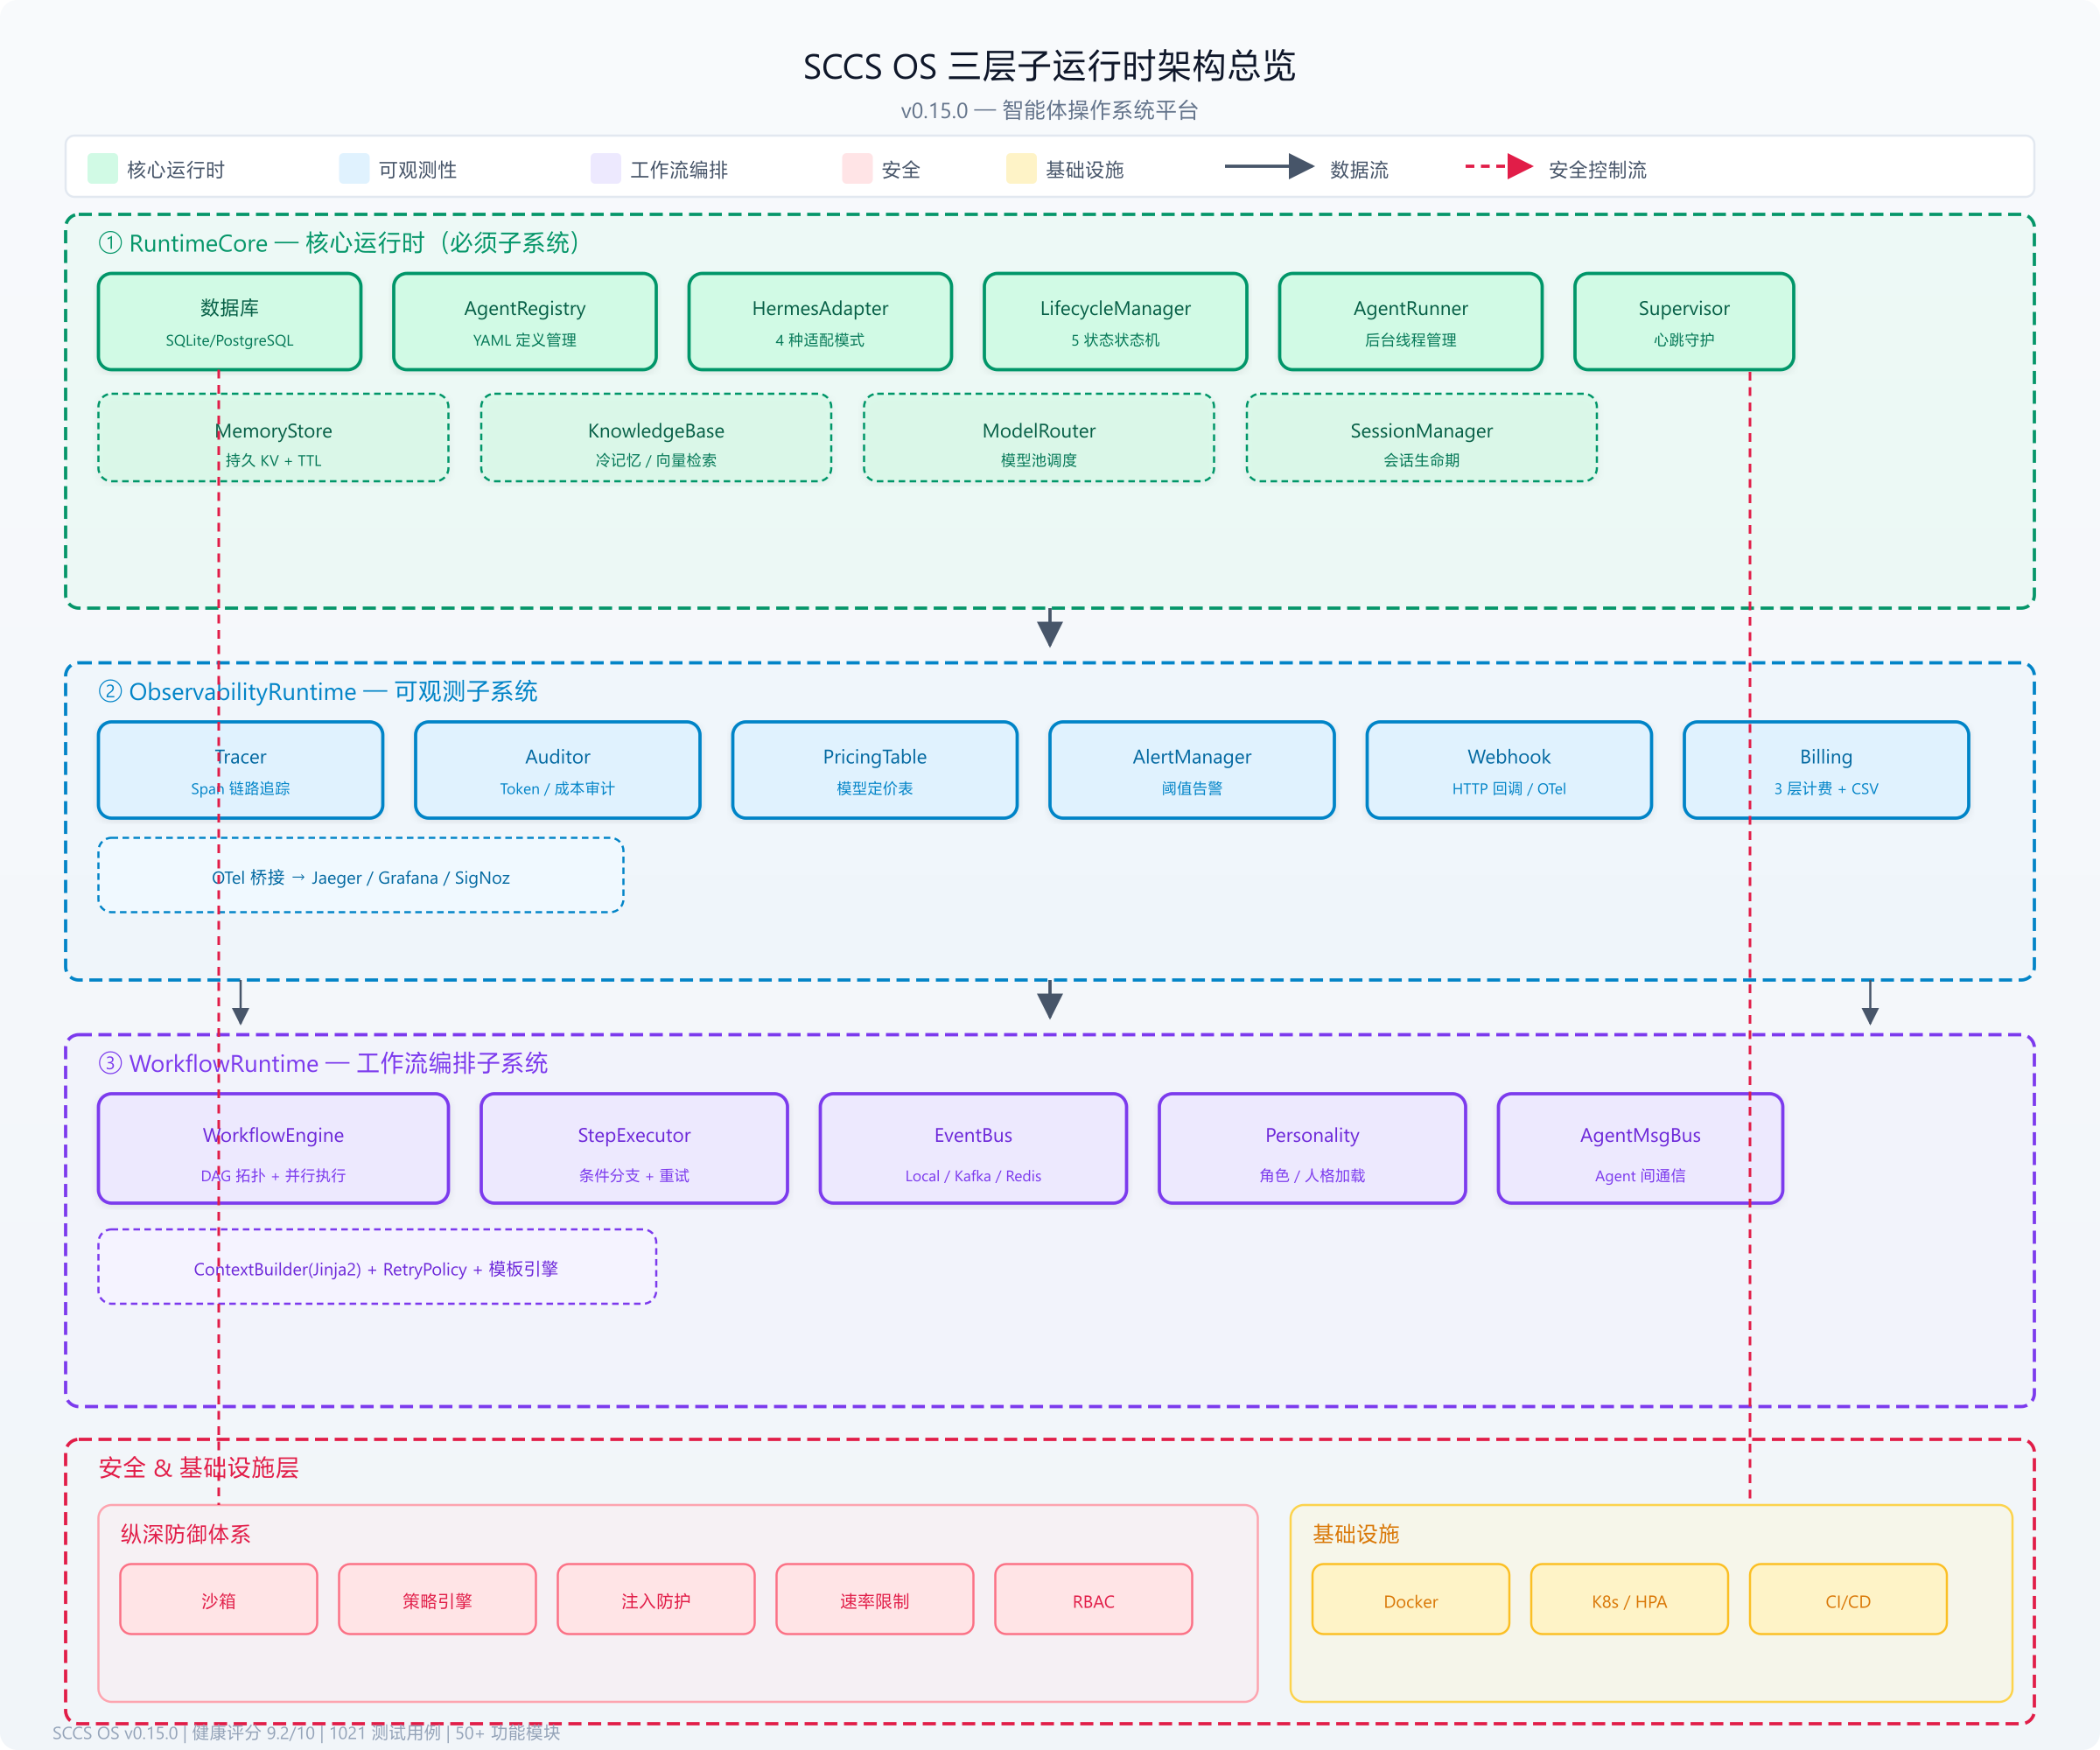 SCCS OS 三层子运行时架构总览
v0.15.0 — 智能体操作系统平台
核心运行时
可观测性
工作流编排
安全
基础设施
数据流
安全控制流
① RuntimeCore — 核心运行时（必须子系统）
数据库
SQLite/PostgreSQL
AgentRegistry
YAML 定义管理
HermesAdapter
4 种适配模式
LifecycleManager
5 状态状态机
AgentRunner
后台线程管理
Supervisor
心跳守护
MemoryStore
持久 KV + TTL
KnowledgeBase
冷记忆 / 向量检索
ModelRouter
模型池调度
SessionManager
会话生命期
② ObservabilityRuntime — 可观测子系统
Tracer
Span 链路追踪
Auditor
Token / 成本审计
PricingTable
模型定价表
AlertManager
阈值告警
Webhook
HTTP 回调 / OTel
Billing
3 层计费 + CSV
OTel 桥接 → Jaeger / Grafana / SigNoz
③ WorkflowRuntime — 工作流编排子系统
WorkflowEngine
DAG 拓扑 + 并行执行
StepExecutor
条件分支 + 重试
EventBus
Local / Kafka / Redis
Personality
角色 / 人格加载
AgentMsgBus
Agent 间通信
ContextBuilder(Jinja2) + RetryPolicy + 模板引擎
安全 & 基础设施层
纵深防御体系
沙箱
策略引擎
注入防护
速率限制
RBAC
基础设施
Docker
K8s / HPA
CI/CD
SCCS OS v0.15.0 | 健康评分 9.2/10 | 1021 测试用例 | 50+ 功能模块